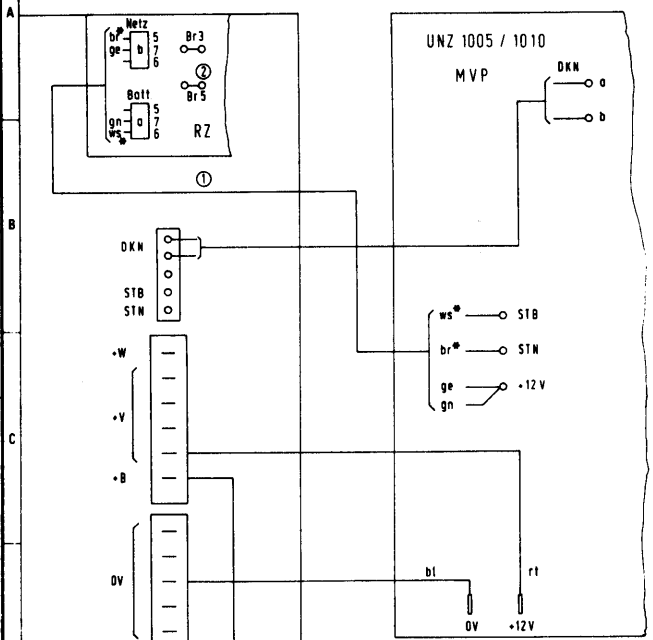 A
Netz
br*
ge
b
5
7
6
Br3
2
Br5
Batt
gn
ws*
a
5
7
6
RZ
1
UNZ 1005 / 1010
MVP
DKN
a
b
B
DKN
STB
STN
ws* STB
br* STN
ge +12 V
gn
+W
C
+V
+B
0V
bl
rt
0V
+12V